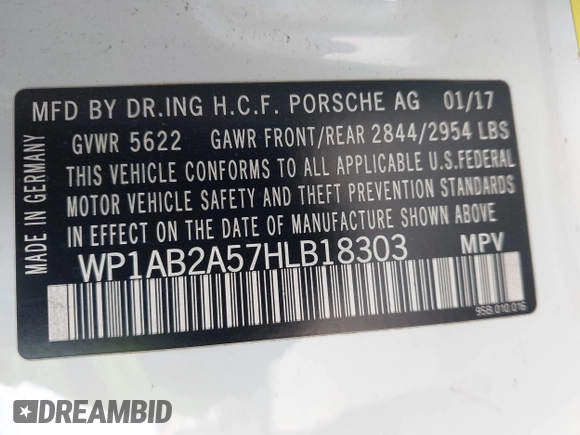 MFD BY DR.ING H.C.F. PORSCHE AG 01/17
GVWR 5622 GAWR FRONT/REAR 2844/2954 LBS
THIS VEHICLE CONFORMS TO ALL APPLICABLE U.S.FEDERAL
MOTOR VEHICLE SAFETY AND THEFT PREVENTION STANDARDS
IN EFFECT ON THE DATE OF MANUFACTURE SHOWN ABOVE
WP1AB2A57HLB18303 MPV
MADE IN GERMANY
95B.010.016
DREAMBID